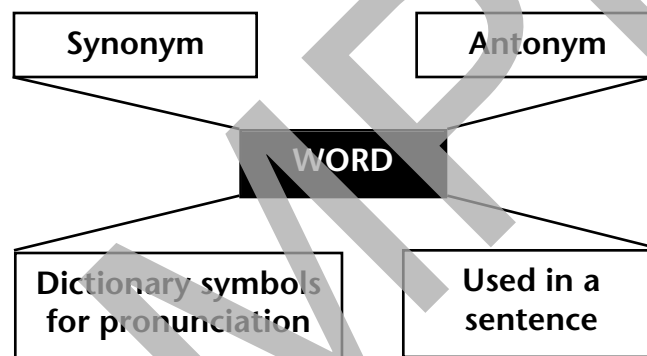 Synonym
Antonym
WORD
Dictionary symbols
for pronunciation
Used in a
sentence